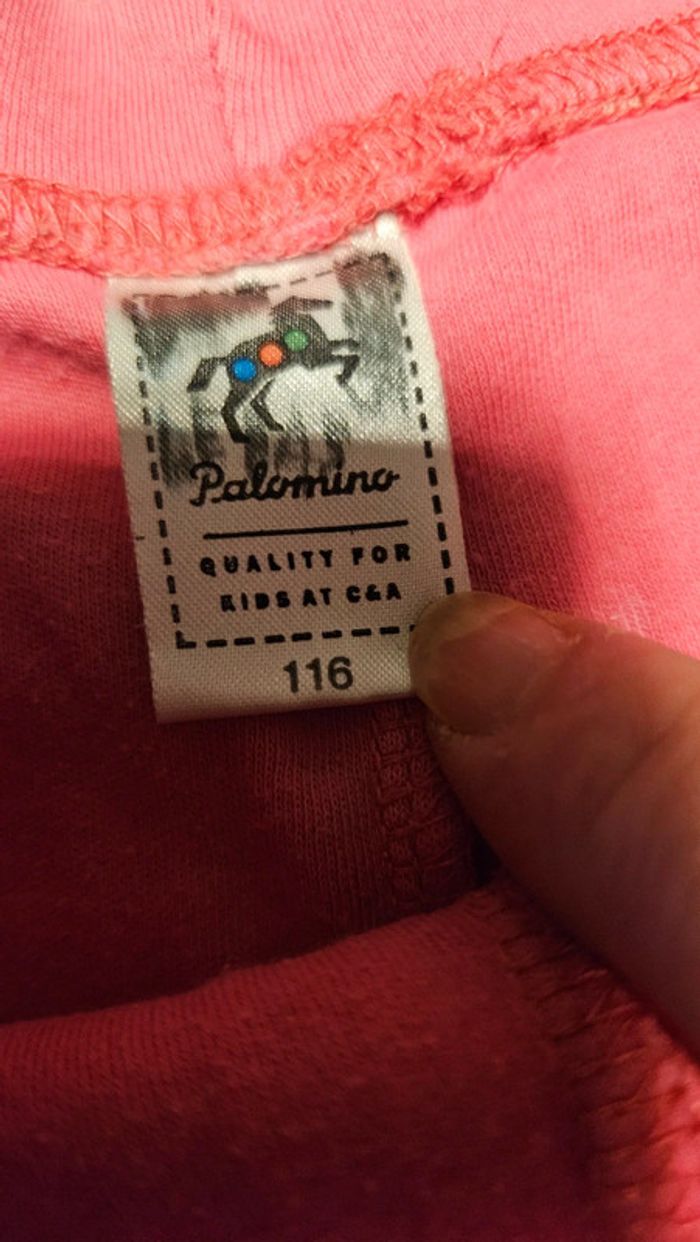 Palomino
QUALITY FOR
KIDS AT C&A
116